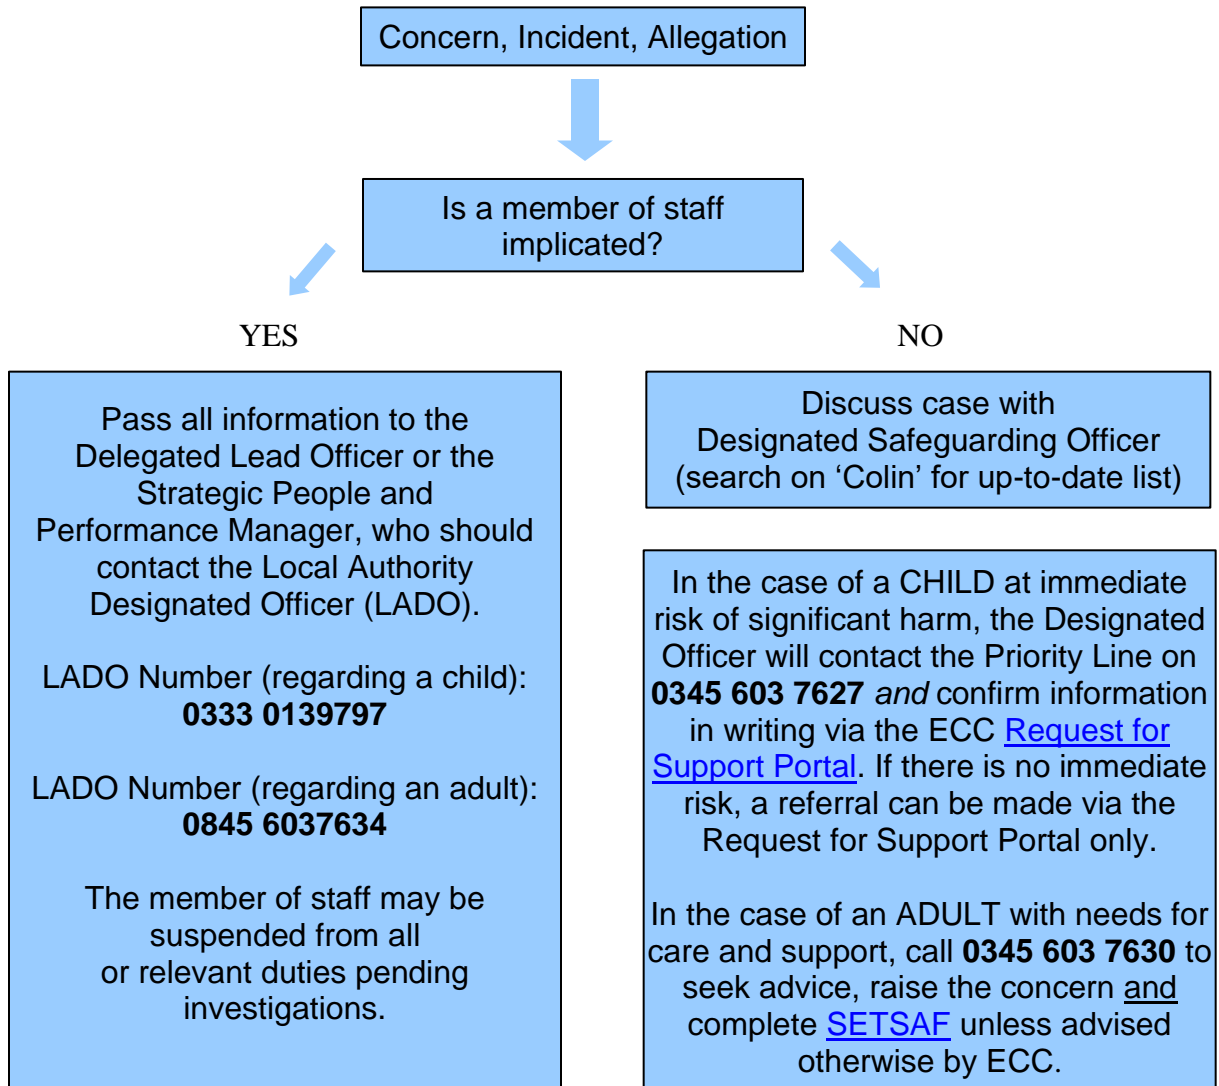 Concern, Incident, Allegation
Is a member of staff
implicated?
YES
NO
Pass all information to the
Delegated Lead Officer or the
Strategic People and
Performance Manager, who should
contact the Local Authority
Designated Officer (LADO).
LADO Number (regarding a child):
0333 0139797
LADO Number (regarding an adult):
0845 6037634
The member of staff may be
suspended from all
or relevant duties pending
investigations.
Discuss case with
Designated Safeguarding Officer
(search on ‘Colin’ for up-to-date list)
In the case of a CHILD at immediate
risk of significant harm, the Designated
Officer will contact the Priority Line on
0345 603 7627 and confirm information
in writing via the ECC Request for
Support Portal. If there is no immediate
risk, a referral can be made via the
Request for Support Portal only.
In the case of an ADULT with needs for
care and support, call 0345 603 7630 to
seek advice, raise the concern and
complete SETSAF unless advised
otherwise by ECC.